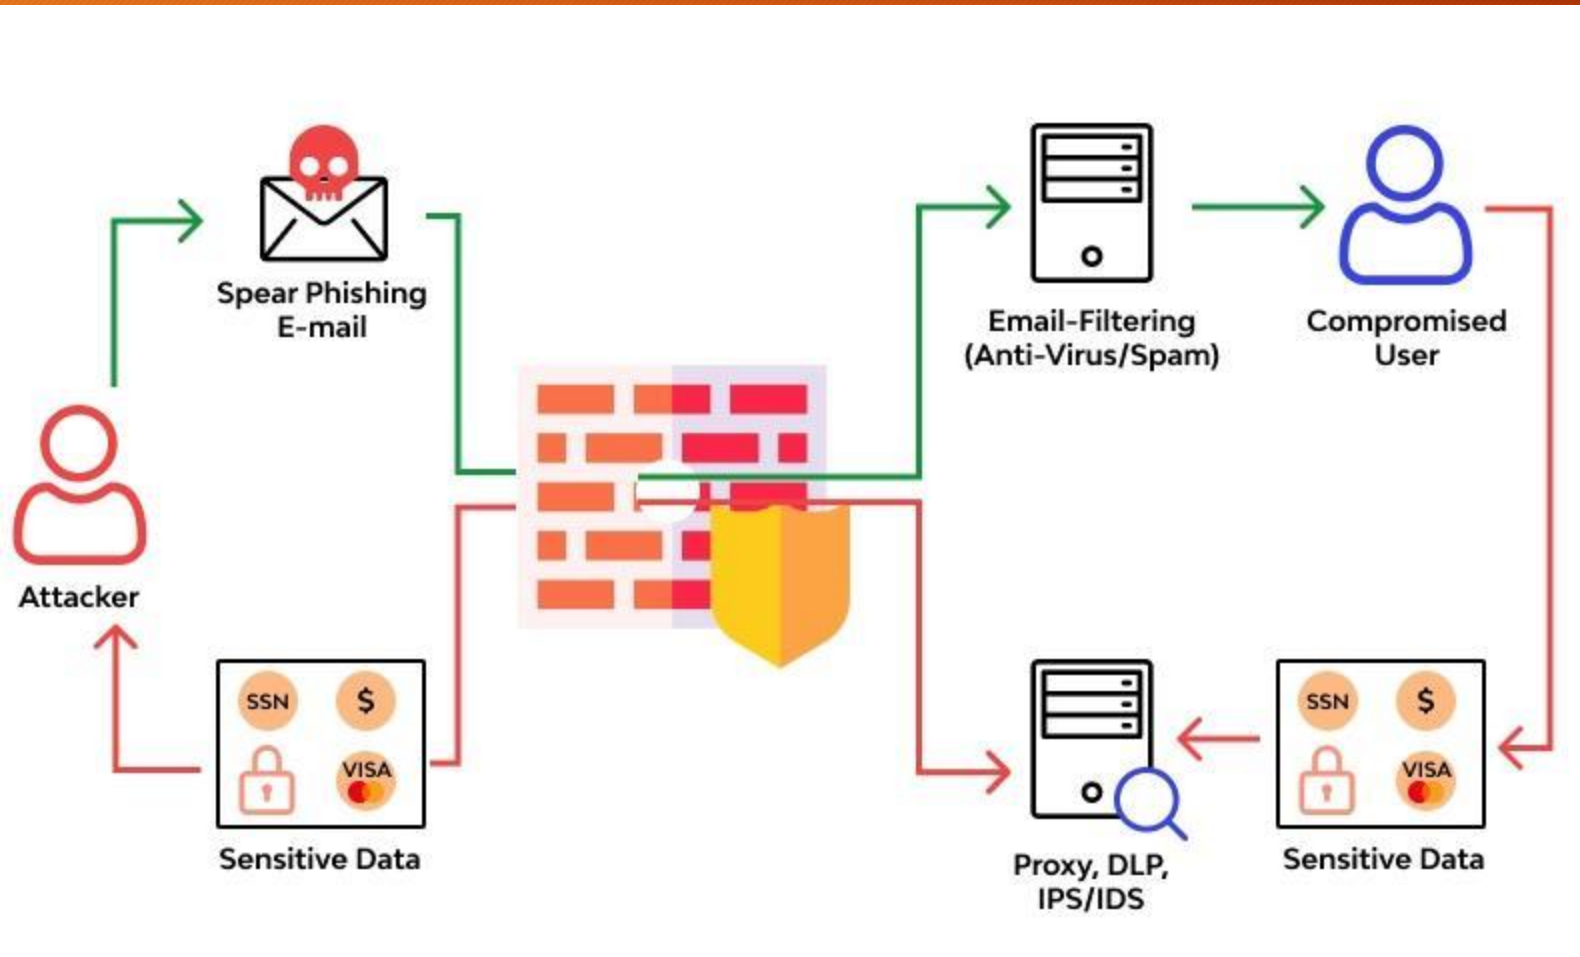 Spear Phishing
E-mail
Email-Filtering
(Anti-Virus/Spam)
Compromised
User
Attacker
SSN
$
VISA
Sensitive Data
Proxy, DLP,
IPS/IDS
SSN
$
VISA
Sensitive Data